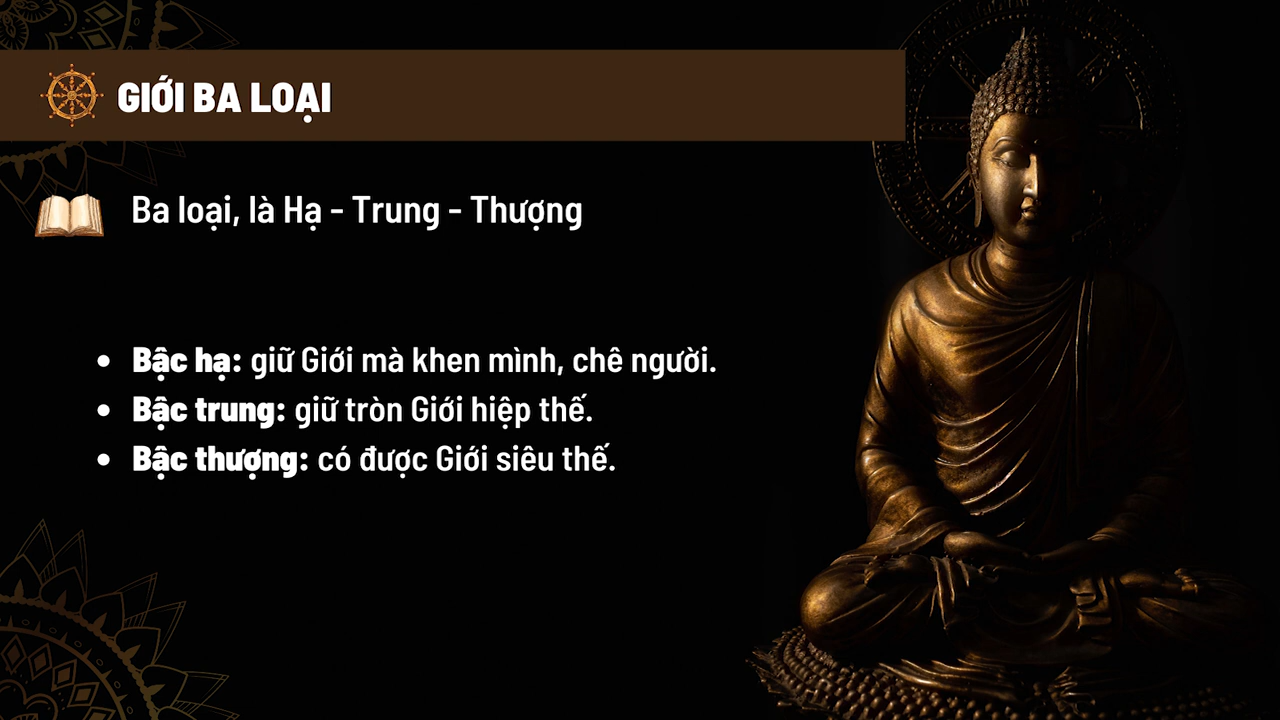 GIỚI BA LOẠI
Ba loại, là Hạ - Trung - Thượng
• Bậc hạ: giữ Giới mà khen mình, chê người.
• Bậc trung: giữ tròn Giới hiệp thế.
• Bậc thượng: có được Giới siêu thế.